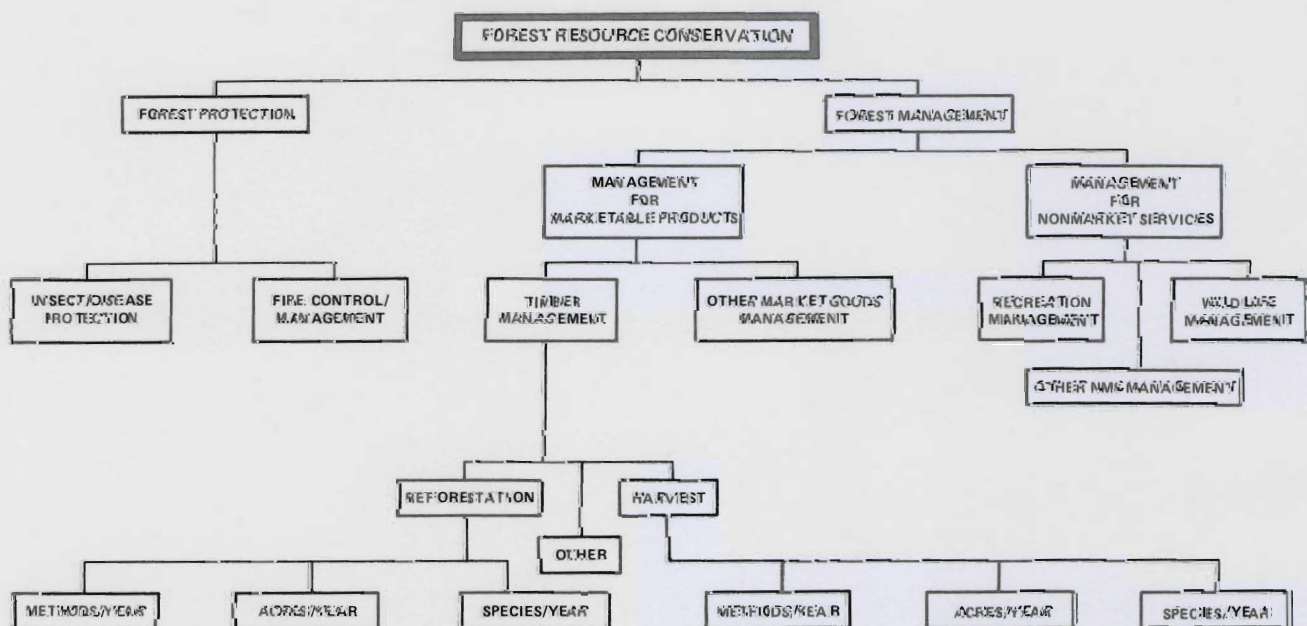 FOREST RESOURCE CONSERVATION
FOREST PROTECTION
FOREST MANAGEMENT
MANAGEMENT
FOR
MARKETABLE PRODUCTS
MANAGEMENT
FOR
NONMARKET SERVICES
INSECT/DISEASE
PROTECTION
FIRE CONTROL/
MANAGEMENT
TIMBER
MANAGEMENT
OTHER MARKET GOODS
MANAGEMENT
RECREATION
MANAGEMENT
WILDLIFE
MANAGEMENT
OTHER NMS MANAGEMENT
REFORESTATION
HARVEST
OTHER
METHODS/YEAR
ACRES/YEAR
SPECIES/YEAR
METHODS/YEAR
ACRES/YEAR
SPECIES/YEAR